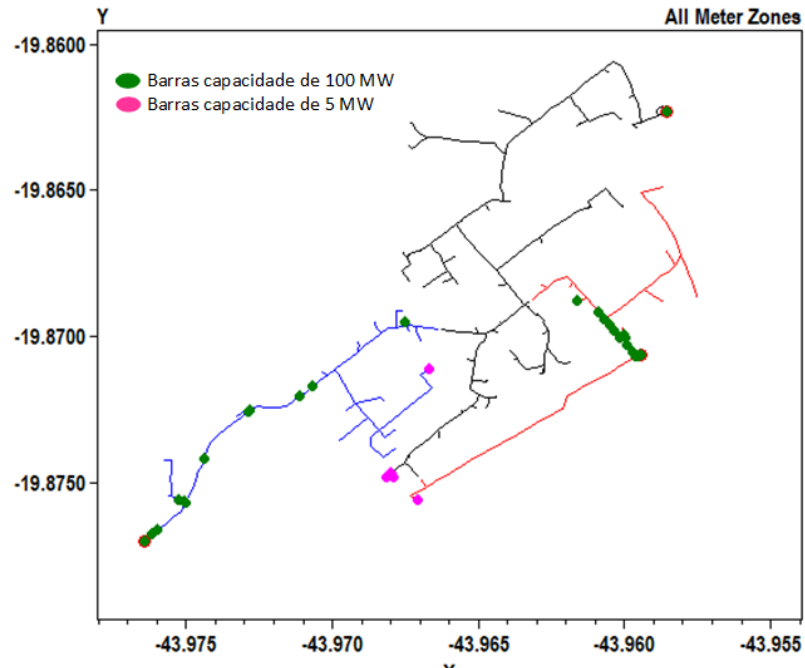 Y All Meter Zones
-19.8600
Barras capacidade de 100 MW
Barras capacidade de 5 MW
-19.8650
-19.8700
-19.8750
-43.975 -43.970 -43.965 -43.960 -43.955